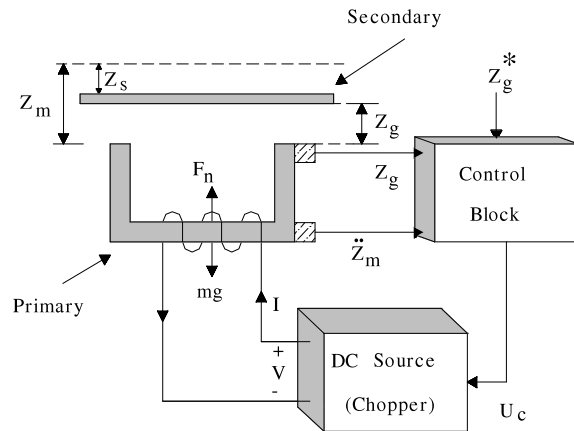 Secondary
Z_s
Z_m
Z_g^*
Z_g
F_n
Z_g
Control
Block
Z̈_m
Primary
mg
I
+
V
-
DC Source
(Chopper)
U_c